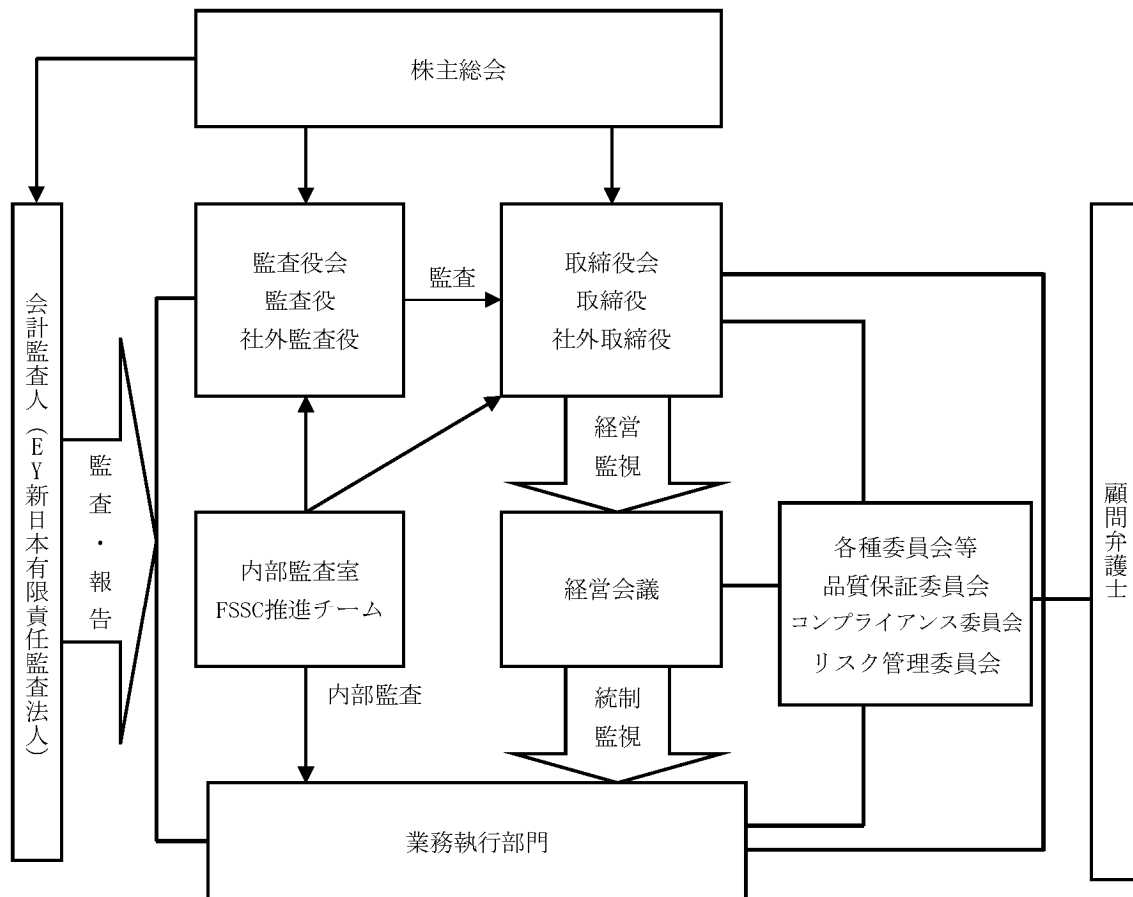 株主総会
監査役会
監査役
社外監査役
監査
取締役会
取締役
社外取締役
会計監査人（EY新日本有限責任監査法人）
監査・報告
経営
監視
顧問弁護士
内部監査室
FSSC推進チーム
経営会議
各種委員会等
品質保証委員会
コンプライアンス委員会
リスク管理委員会
内部監査
統制
監視
業務執行部門